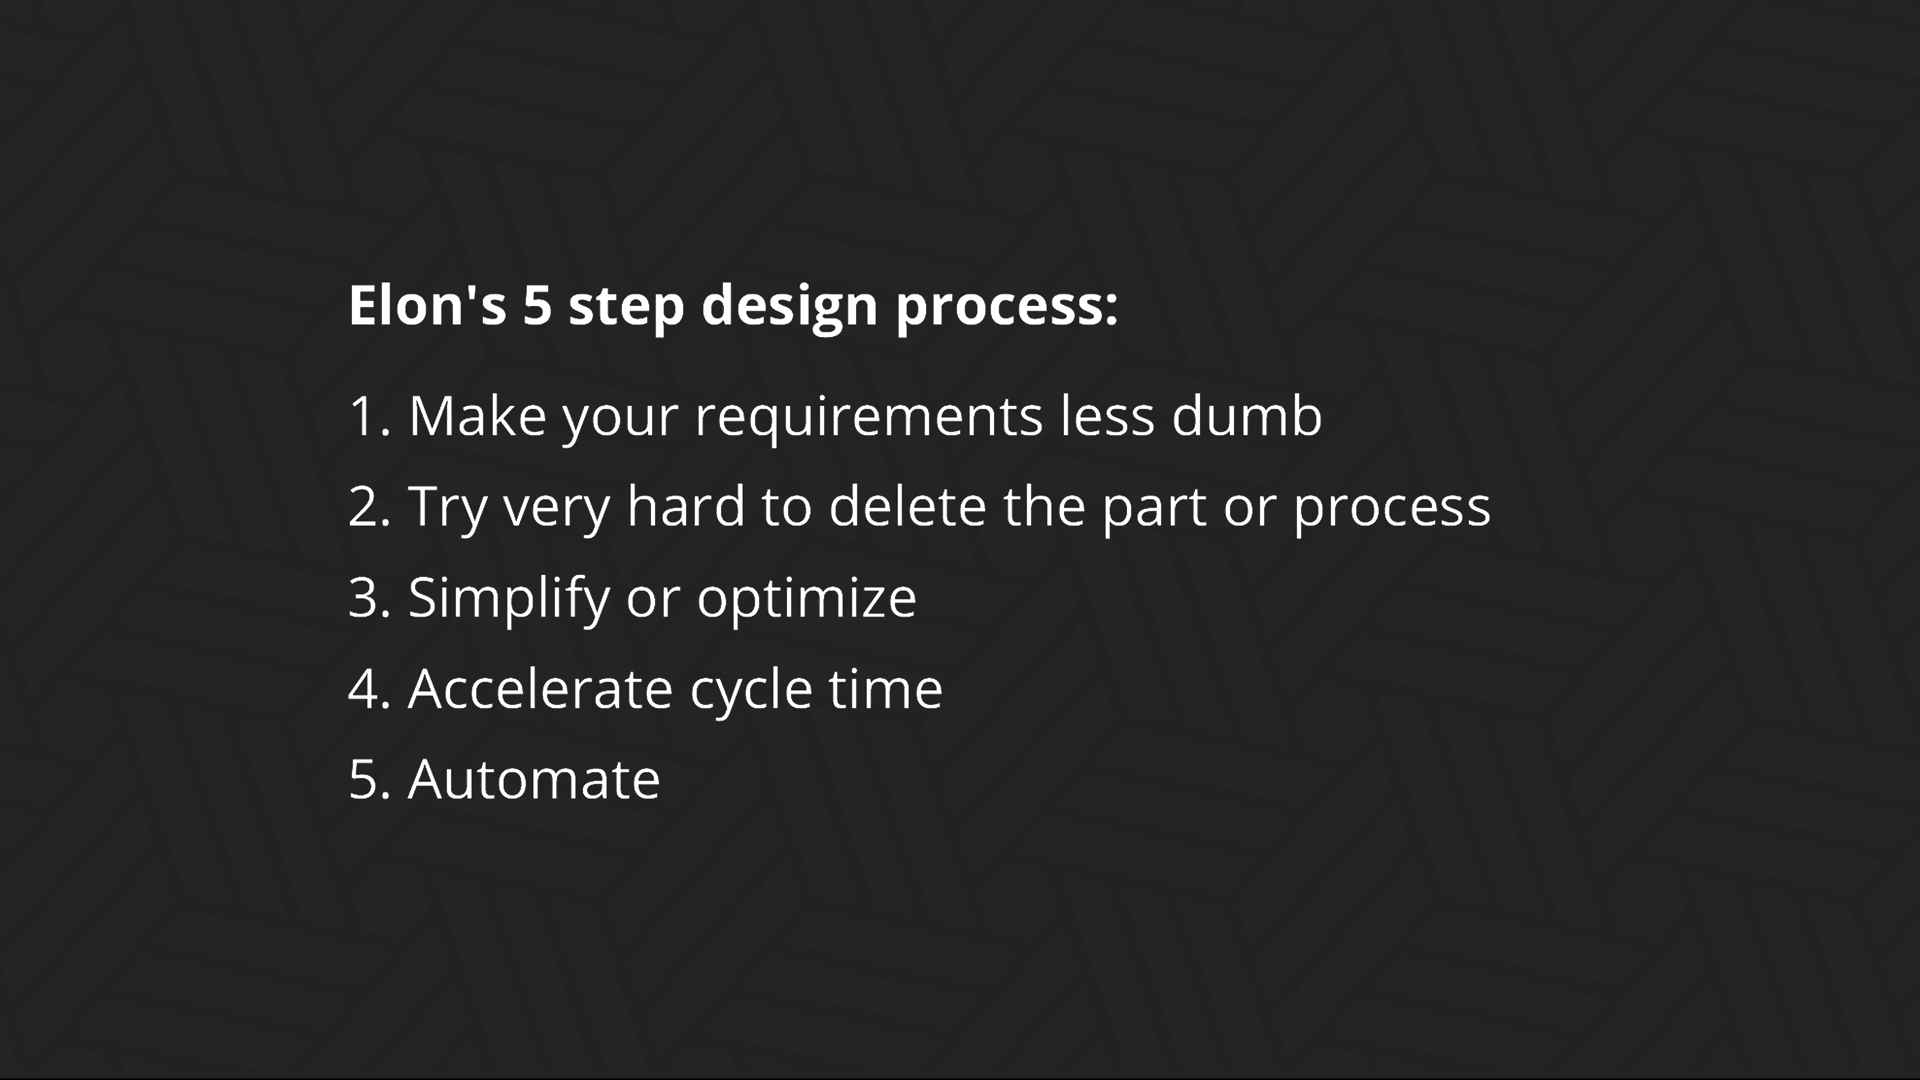 Elon's 5 step design process:
1. Make your requirements less dumb
2. Try very hard to delete the part or process
3. Simplify or optimize
4. Accelerate cycle time
5. Automate